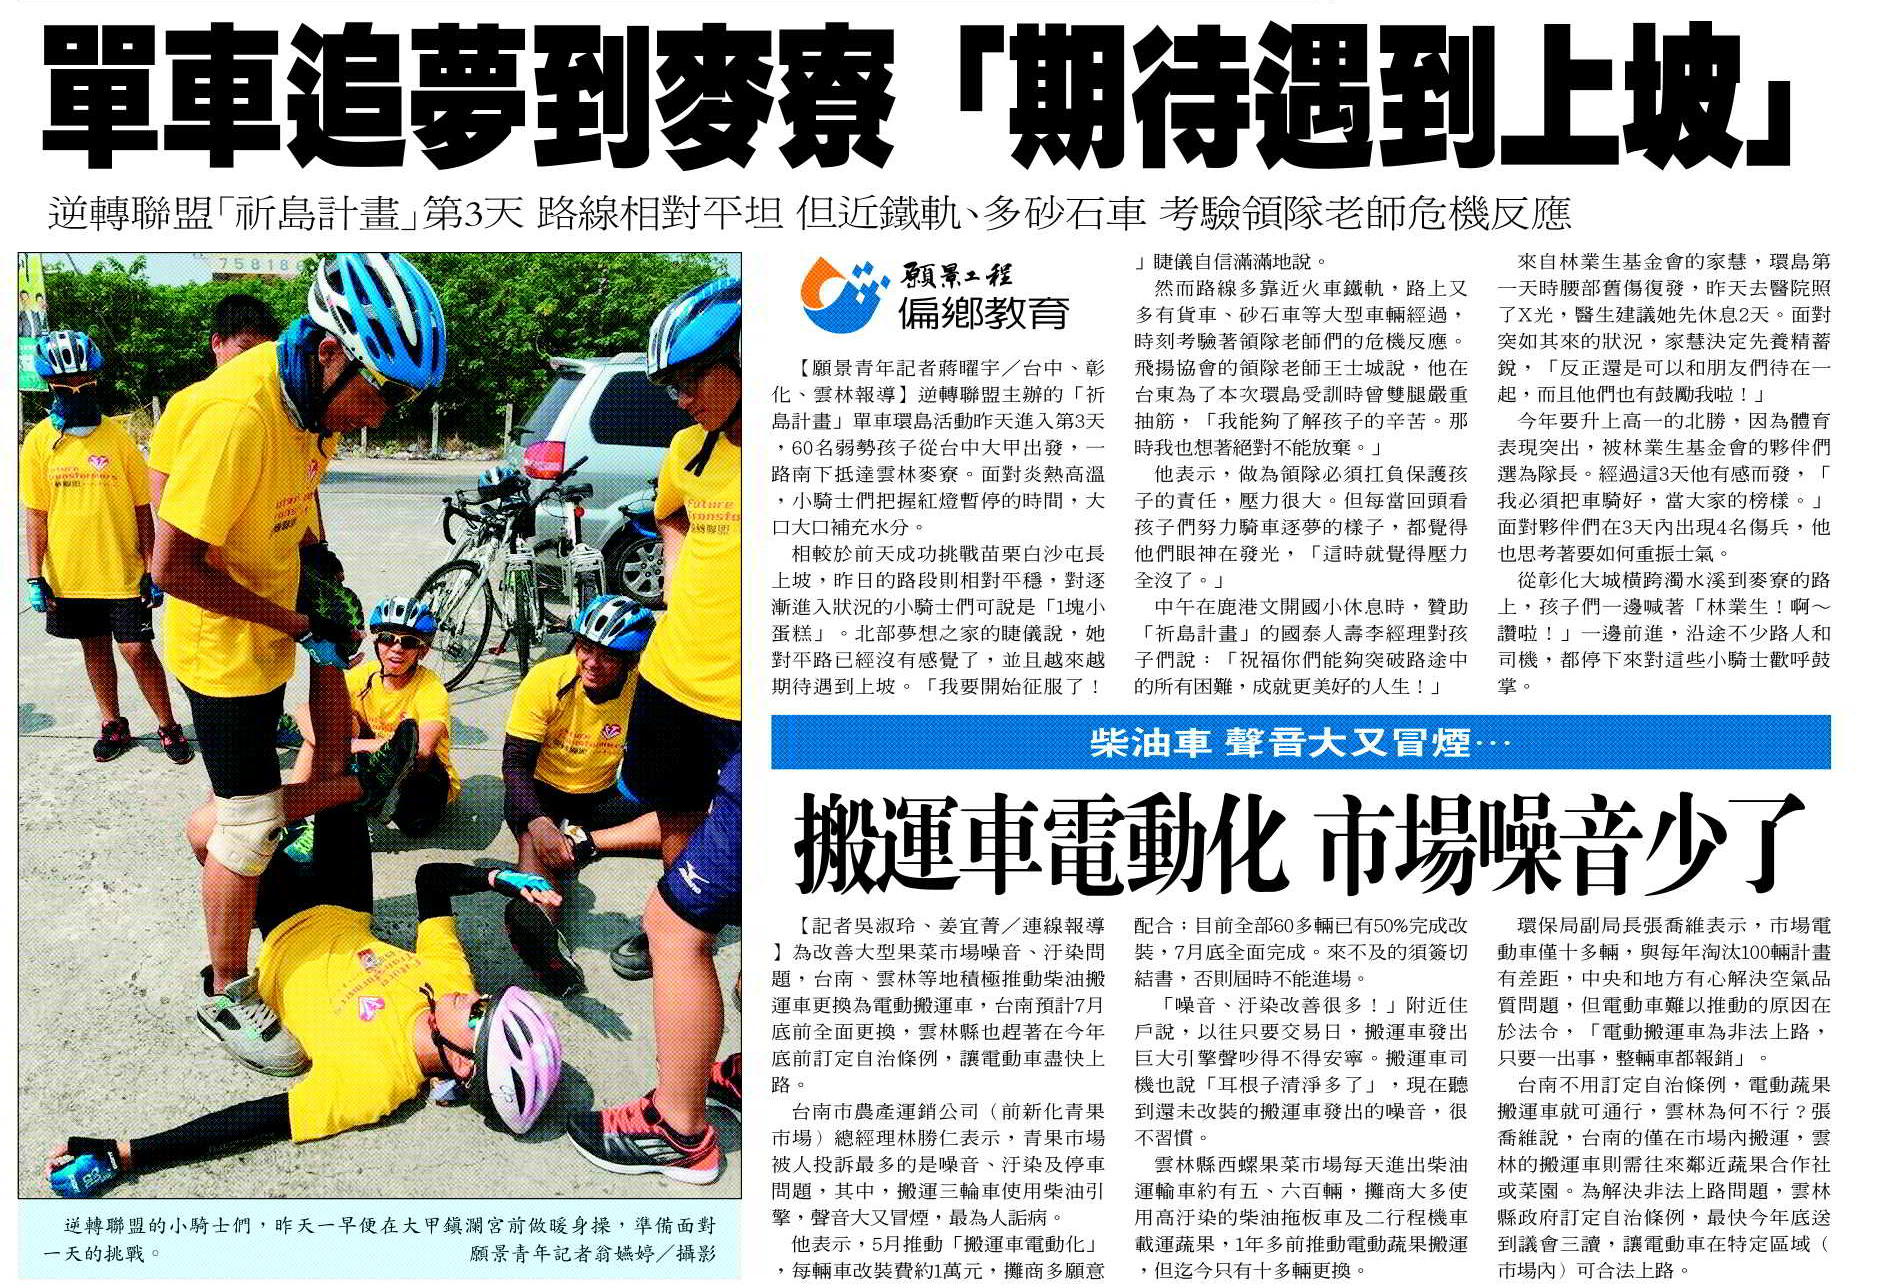 單車追夢到麥寮「期待遇到上坡」
逆轉聯盟「祈島計畫」第3天 路線相對平坦 但近鐵軌、多砂石車 考驗領隊老師危機反應
758186
Future
Transformers
逆轉聯盟的小騎士們，昨天一早便在大甲鎮瀾宮前做暖身操，準備面對
一天的挑戰。 願景青年記者翁嬿婷／攝影
願景工程
偏鄉教育
【願景青年記者蔣曜宇／台中、彰
化、雲林報導】逆轉聯盟主辦的「祈
島計畫」單車環島活動昨天進入第3天
，60名弱勢孩子從台中大甲出發，一
路南下抵達雲林麥寮。面對炎熱高溫
，小騎士們把握紅燈暫停的時間，大
口大口補充水分。
相較於前天成功挑戰苗栗白沙屯長
上坡，昨日的路段則相對平穩，對逐
漸進入狀況的小騎士們可說是「1塊小
蛋糕」。北部夢想之家的睫儀說，她
對平路已經沒有感覺了，並且越來越
期待遇到上坡。「我要開始征服了！
」睫儀自信滿滿地說。
然而路線多靠近火車鐵軌，路上又
多有貨車、砂石車等大型車輛經過，
時刻考驗著領隊老師們的危機反應。
飛揚協會的領隊老師王士城說，他在
台東為了本次環島受訓時曾雙腿嚴重
抽筋，「我能夠了解孩子的辛苦。那
時我也想著絕對不能放棄。」
他表示，做為領隊必須扛負保護孩
子的責任，壓力很大。但每當回頭看
孩子們努力騎車逐夢的樣子，都覺得
他們眼神在發光，「這時就覺得壓力
全沒了。」
中午在鹿港文開國小休息時，贊助
「祈島計畫」的國泰人壽李經理對孩
子們說：「祝福你們能夠突破路途中
的所有困難，成就更美好的人生！」
來自林業生基金會的家慧，環島第
一天時腰部舊傷復發，昨天去醫院照
了X光，醫生建議她先休息2天。面對
突如其來的狀況，家慧決定先養精蓄
銳，「反正還是可以和朋友們待在一
起，而且他們也有鼓勵我啦！」
今年要升上高一的北勝，因為體育
表現突出，被林業生基金會的夥伴們
選為隊長。經過這3天他有感而發，「
我必須把車騎好，當大家的榜樣。」
面對夥伴們在3天內出現4名傷兵，他
也思考著要如何重振士氣。
從彰化大城橫跨濁水溪到麥寮的路
上，孩子們一邊喊著「林業生！啊～
讚啦！」一邊前進，沿途不少路人和
司機，都停下來對這些小騎士歡呼鼓
掌。
柴油車 聲音大又冒煙…
搬運車電動化 市場噪音少了
【記者吳淑玲、姜宜菁／連線報導
】為改善大型果菜市場噪音、汙染問
題，台南、雲林等地積極推動柴油搬
運車更換為電動搬運車，台南預計7月
底前全面更換，雲林縣也趕著在今年
底前訂定自治條例，讓電動車盡快上
路。
台南市農產運銷公司（前新化青果
市場）總經理林勝仁表示，青果市場
被人投訴最多的是噪音、汙染及停車
問題，其中，搬運三輪車使用柴油引
擎，聲音大又冒煙，最為人詬病。
他表示，5月推動「搬運車電動化」
，每輛車改裝費約1萬元，攤商多願意
配合：目前全部60多輛已有50%完成改
裝，7月底全面完成。來不及的須簽切
結書，否則屆時不能進場。
「噪音、汙染改善很多！」附近住
戶說，以往只要交易日，搬運車發出
巨大引擎聲吵得不得安寧。搬運車司
機也說「耳根子清淨多了」，現在聽
到還未改裝的搬運車發出的噪音，很
不習慣。
雲林縣西螺果菜市場每天進出柴油
運輸車約有五、六百輛，攤商大多使
用高汙染的柴油拖板車及二行程機車
載運蔬果，1年多前推動電動蔬果搬運
，但迄今只有十多輛更換。
環保局副局長張喬維表示，市場電
動車僅十多輛，與每年淘汰100輛計畫
有差距，中央和地方有心解決空氣品
質問題，但電動車難以推動的原因在
於法令，「電動搬運車為非法上路，
只要一出事，整輛車都報銷」。
台南不用訂定自治條例，電動蔬果
搬運車就可通行，雲林為何不行？張
喬維說，台南的僅在市場內搬運，雲
林的搬運車則需往來鄰近蔬果合作社
或菜園。為解決非法上路問題，雲林
縣政府訂定自治條例，最快今年底送
到議會三讀，讓電動車在特定區域（
市場內）可合法上路。